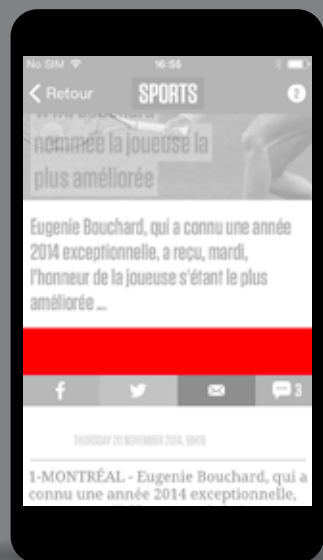 No SIM 16:55
Retour SPORTS 2
nommée la joueuse la
plus améliorée
Eugenie Bouchard, qui a connu une année
2014 exceptionnelle, a reçu, mardi,
l'honneur de la joueuse s'étant le plus
améliorée ...
3
THURSDAY 20 NOVEMBER 2014,
1-MONTRÉAL - Eugenie Bouchard, qui a
connu une année 2014 exceptionnelle,